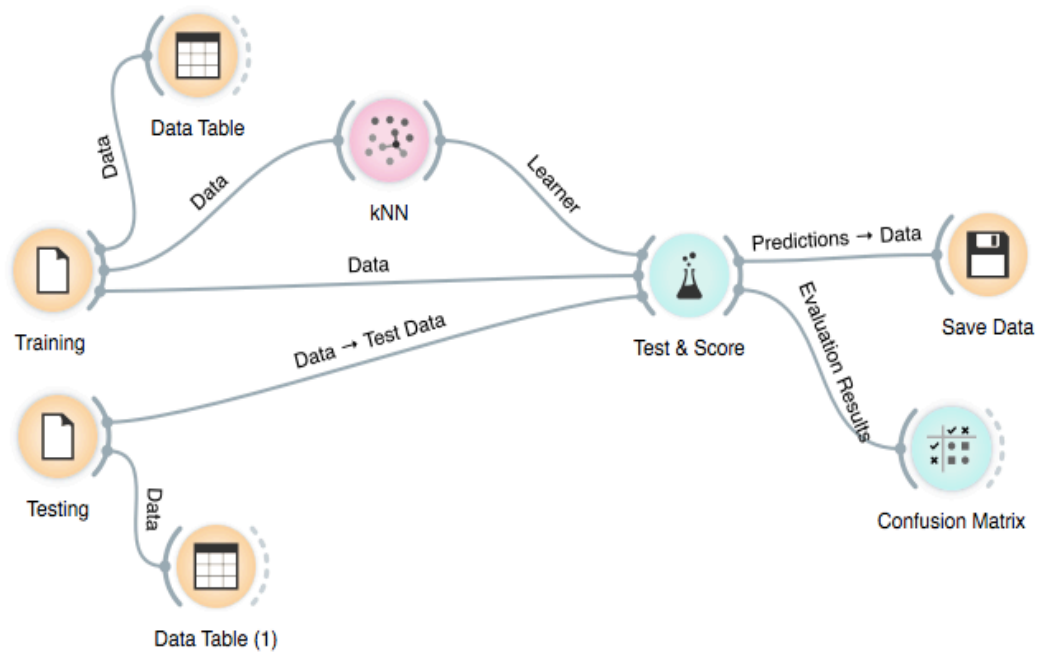 Data Table
Data
Data
kNN
Learner
Training
Data
Test & Score
Predictions → Data
Save Data
Data → Test Data
Evaluation Results
Testing
Data
Confusion Matrix
Data Table (1)